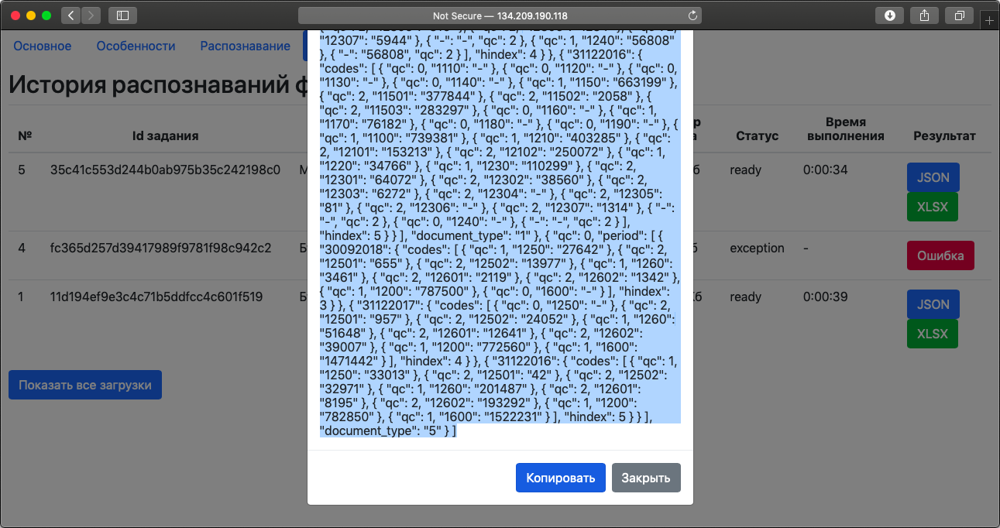 Not Secure — 134.209.190.118
Основное Особенности Распознавание
История распознаваний ф
№ Id задания Статус Время выполнения Результат
5 35c41c553d244b0ab975b35c242198c0 ready 0:00:34 JSON
XLSX
4 fc365d257d39417989f9781f98c942c2 exception - Ошибка
1 11d194ef9e3c4c71b5ddfcc4c601f519 ready 0:00:39 JSON
XLSX
Показать все загрузки
"12307": "5944" }, { "-": "-", "qc": 2 }, { "qc": 1, "1240": "56808"
}, { "-": "56808", "qc": 2 } ], "hindex": 4 } }, { "31122016": {
"codes": [ { "qc": 0, "1110": "-" }, { "qc": 0, "1120": "-" }, { "qc": 0,
"1130": "-" }, { "qc": 0, "1140": "-" }, { "qc": 1, "1150": "663199" },
{ "qc": 2, "11501": "377844" }, { "qc": 2, "11502": "2058" }, {
"qc": 2, "11503": "283297" }, { "qc": 0, "1160": "-" }, { "qc": 1,
"1170": "76182" }, { "qc": 0, "1180": "-" }, { "qc": 0, "1190": "-" }, {
"qc": 1, "1100": "739381" }, { "qc": 1, "1210": "403285" }, { "qc":
2, "12101": "153213" }, { "qc": 2, "12102": "250072" }, { "qc": 1,
"1220": "34766" }, { "qc": 1, "1230": "110299" }, { "qc": 2,
"12301": "64072" }, { "qc": 2, "12302": "38560" }, { "qc": 2,
"12303": "6272" }, { "qc": 2, "12304": "-" }, { "qc": 2, "12305":
"81" }, { "qc": 2, "12306": "-" }, { "qc": 2, "12307": "1314" }, { "-":
"-", "qc": 2 }, { "qc": 0, "1240": "-" }, { "-": "-", "qc": 2 } ],
"hindex": 5 } } ], "document_type": "1" }, { "qc": 0, "period": [ {
"30092018": { "codes": [ { "qc": 1, "1250": "27642" }, { "qc": 2,
"12501": "655" }, { "qc": 2, "12502": "13977" }, { "qc": 1, "1260":
"3461" }, { "qc": 2, "12601": "2119" }, { "qc": 2, "12602": "1342" },
{ "qc": 1, "1200": "787500" }, { "qc": 0, "1600": "-" } ], "hindex":
3 } }, { "31122017": { "codes": [ { "qc": 0, "1250": "-" }, { "qc": 2,
"12501": "957" }, { "qc": 2, "12502": "24052" }, { "qc": 1, "1260":
"51648" }, { "qc": 2, "12601": "12641" }, { "qc": 2, "12602":
"39007" }, { "qc": 1, "1200": "772560" }, { "qc": 1, "1600":
"1471442" } ], "hindex": 4 } }, { "31122016": { "codes": [ { "qc": 1,
"1250": "33013" }, { "qc": 2, "12501": "42" }, { "qc": 2, "12502":
"32971" }, { "qc": 1, "1260": "201487" }, { "qc": 2, "12601":
"8195" }, { "qc": 2, "12602": "193292" }, { "qc": 1, "1200":
"782850" }, { "qc": 1, "1600": "1522231" } ], "hindex": 5 } } ],
"document_type": "5" } ]
Копировать Закрыть